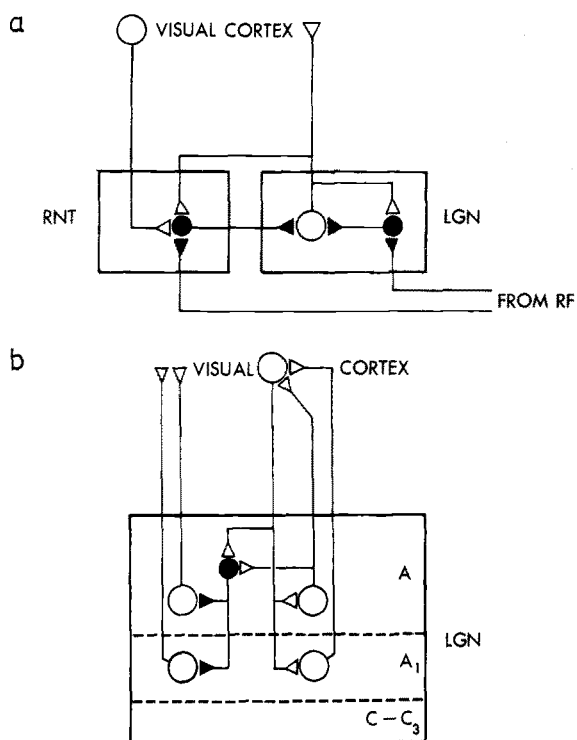 a
VISUAL CORTEX
RNT
LGN
FROM RF
b
VISUAL CORTEX
A
LGN
A1
C-C3